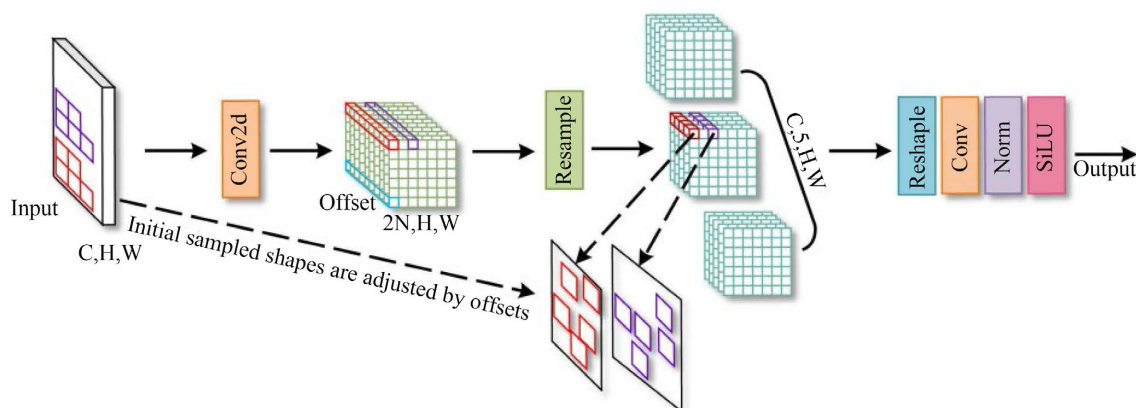 Input
C,H,W
Conv2d
Offset
2N,H,W
Initial sampled shapes are adjusted by offsets
Resample
C,5,H,W
Reshaple
Conv
Norm
SiLU
Output